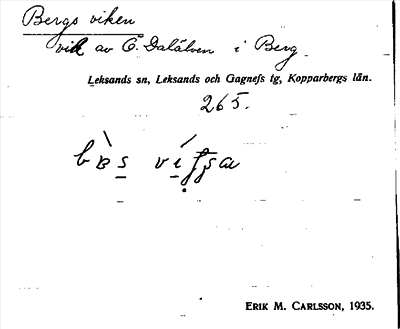 Bergs viken
vik av Ö. Dalälven i Berg
Leksands sn, Leksands och Gagnefs tg, Kopparbergs län.
265.
ERIK M. CARLSSON, 1935.